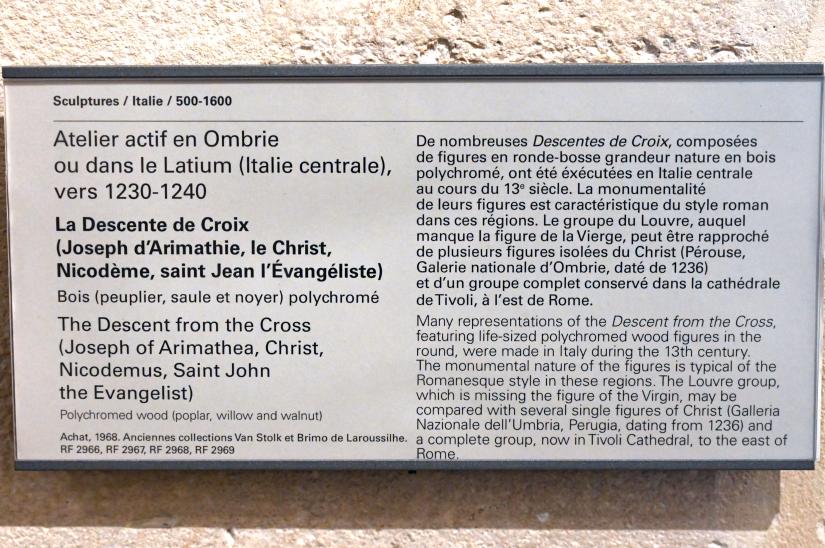 Sculptures / Italie / 500-1600
Atelier actif en Ombrie
ou dans le Latium (Italie centrale),
vers 1230-1240
La Descente de Croix
(Joseph d'Arimathie, le Christ,
Nicodème, saint Jean l'Évangéliste)
Bois (peuplier, saule et noyer) polychromé
The Descent from the Cross
(Joseph of Arimathea, Christ,
Nicodemus, Saint John
the Evangelist)
Polychromed wood (poplar, willow and walnut)
Achat, 1968. Anciennes collections Van Stolk et Brimo de Laroussilhe.
RF 2966, RF 2967, RF 2968, RF 2969
De nombreuses Descentes de Croix, composées
de figures en ronde-bosse grandeur nature en bois
polychromé, ont été éxécutées en Italie centrale
au cours du 13e siècle. La monumentalité
de leurs figures est caractéristique du style roman
dans ces régions. Le groupe du Louvre, auquel
manque la figure de la Vierge, peut être rapproché
de plusieurs figures isolées du Christ (Pérouse,
Galerie nationale d'Ombrie, daté de 1236)
et d'un groupe complet conservé dans la cathédrale
de Tivoli, à l'est de Rome.
Many representations of the Descent from the Cross,
featuring life-sized polychromed wood figures in the
round, were made in Italy during the 13th century.
The monumental nature of the figures is typical of the
Romanesque style in these regions. The Louvre group,
which is missing the figure of the Virgin, may be
compared with several single figures of Christ (Galleria
Nazionale dell'Umbria, Perugia, dating from 1236) and
a complete group, now in Tivoli Cathedral, to the east of
Rome.